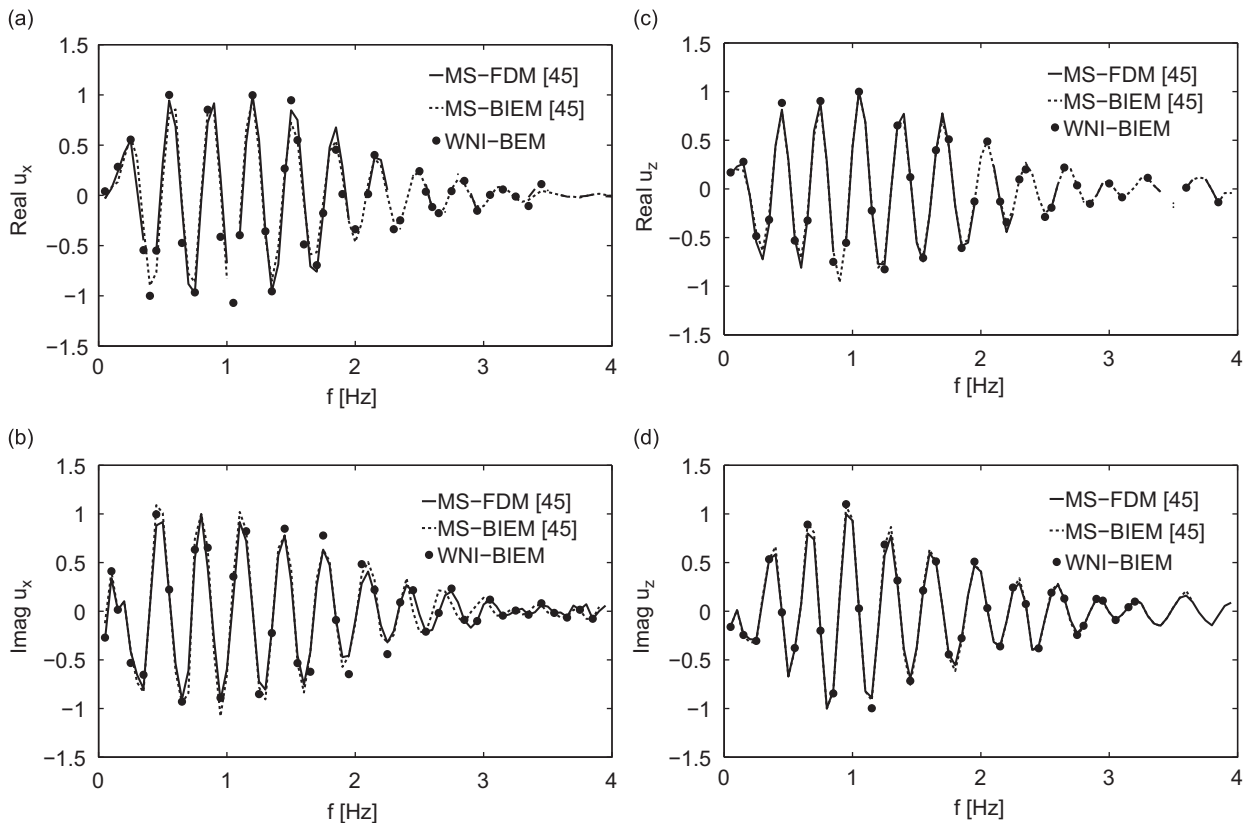 (a)
1.5
1
0.5
0
−0.5
−1
−1.5
Real u_x
MS−FDM [45]
MS−BIEM [45]
WNI−BEM
0 1 2 3 4
f [Hz]
(c)
1.5
1
0.5
0
−0.5
−1
−1.5
Real u_z
MS−FDM [45]
MS−BIEM [45]
WNI−BIEM
0 1 2 3 4
f [Hz]
(b)
1.5
1
0.5
0
−0.5
−1
−1.5
Imag u_x
MS−FDM [45]
MS−BIEM [45]
WNI−BIEM
0 1 2 3 4
f [Hz]
(d)
1.5
1
0.5
0
−0.5
−1
−1.5
Imag u_z
MS−FDM [45]
MS−BIEM [45]
WNI−BIEM
0 1 2 3 4
f [Hz]